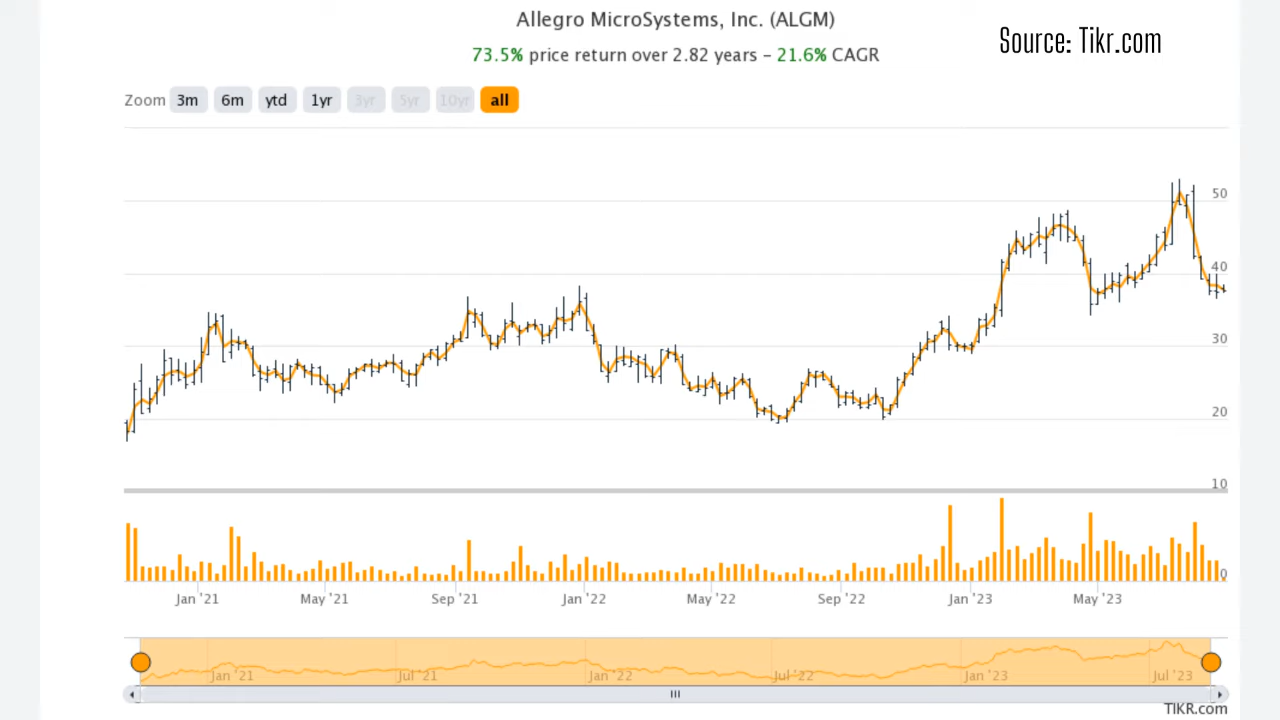 Allegro MicroSystems, Inc. (ALGM)
Source: Tikr.com
73.5% price return over 2.82 years – 21.6% CAGR
Zoom 3m 6m ytd 1yr 3yr 5yr 10yr all
50
40
30
20
10
0
Jan '21 May '21 Sep '21 Jan '22 May '22 Sep '22 Jan '23 May '23
Jan '21 Jul '21 Jan '22 Jul '22 Jan '23 Jul '23
TIKR.com